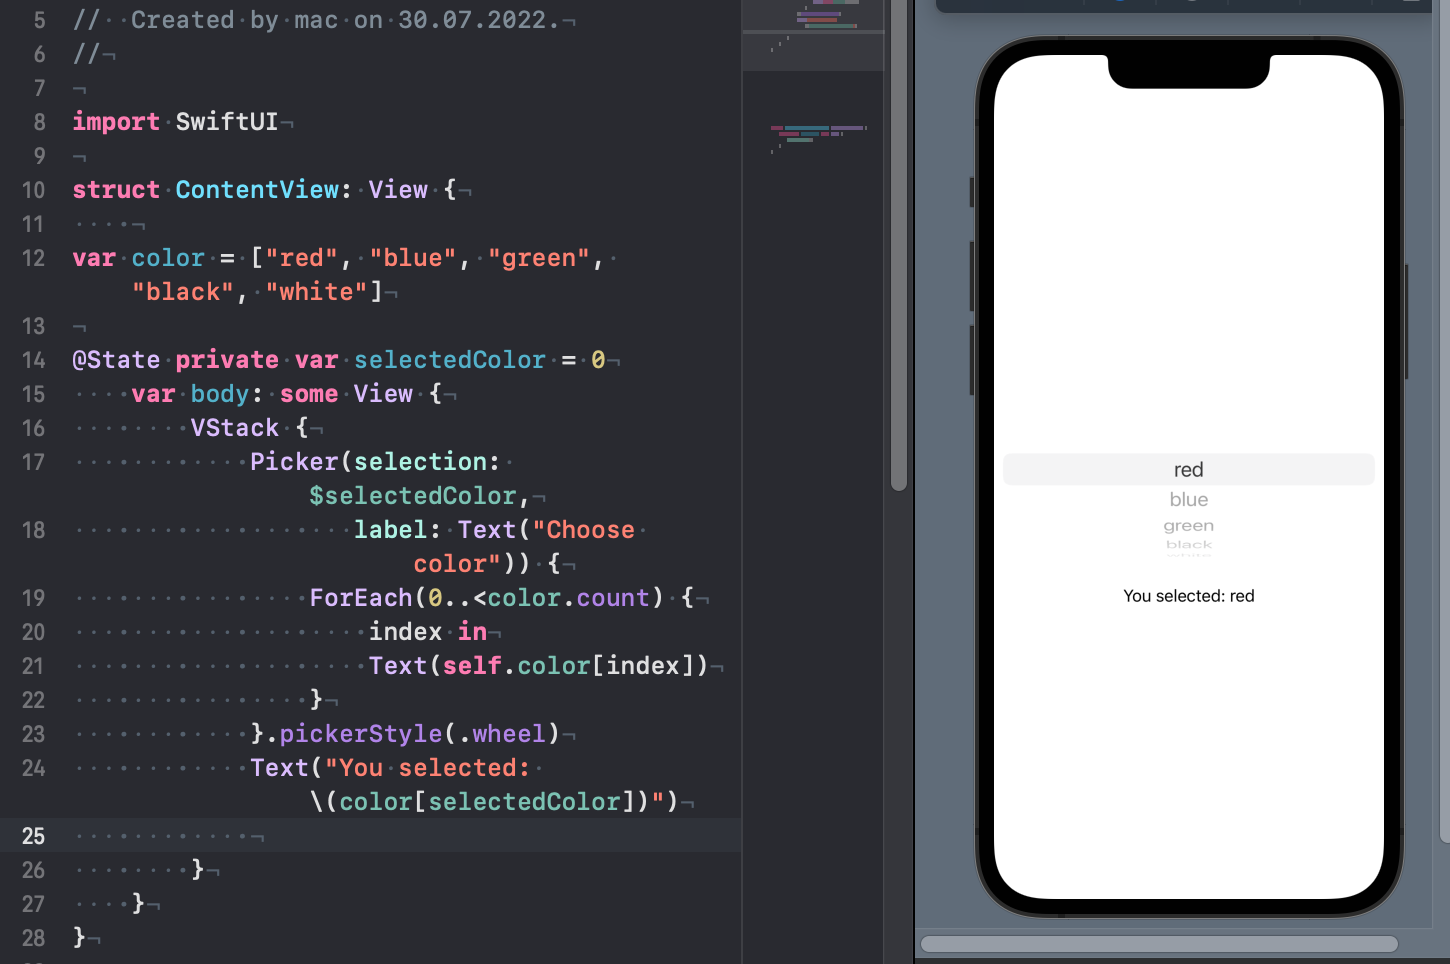 5 //  Created by mac on 30.07.2022.
6 //
7
8 import SwiftUI
9
10 struct ContentView: View {
11
12 var color = ["red", "blue", "green",
"black", "white"]
13
14 @State private var selectedColor = 0
15     var body: some View {
16         VStack {
17             Picker(selection:
$selectedColor,
18                    label: Text("Choose
color")) {
19                 ForEach(0..<color.count) {
20                     index in
21                     Text(self.color[index])
22                 }
23             }.pickerStyle(.wheel)
24             Text("You selected:
\(color[selectedColor])")
25
26         }
27     }
28 }
red
blue
green
black
white
You selected: red